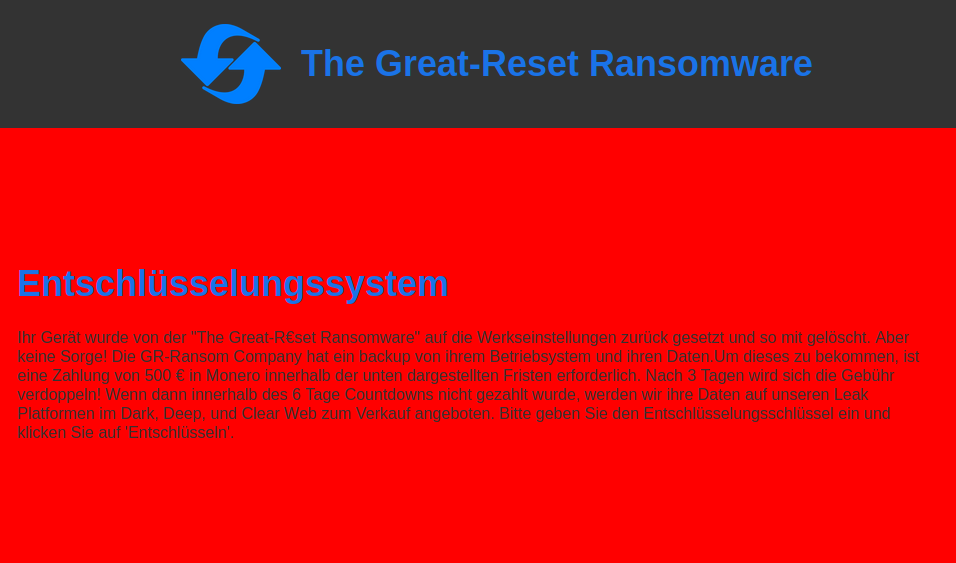 The Great-Reset Ransomware
Entschlüsselungssystem
Ihr Gerät wurde von der "The Great-R€set Ransomware" auf die Werkseinstellungen zurück gesetzt und so mit gelöscht. Aber
keine Sorge! Die GR-Ransom Company hat ein backup von ihrem Betriebsystem und ihren Daten.Um dieses zu bekommen, ist
eine Zahlung von 500 € in Monero innerhalb der unten dargestellten Fristen erforderlich. Nach 3 Tagen wird sich die Gebühr
verdoppeln! Wenn dann innerhalb des 6 Tage Countdowns nicht gezahlt wurde, werden wir ihre Daten auf unseren Leak
Platformen im Dark, Deep, und Clear Web zum Verkauf angeboten. Bitte geben Sie den Entschlüsselungsschlüssel ein und
klicken Sie auf 'Entschlüsseln'.